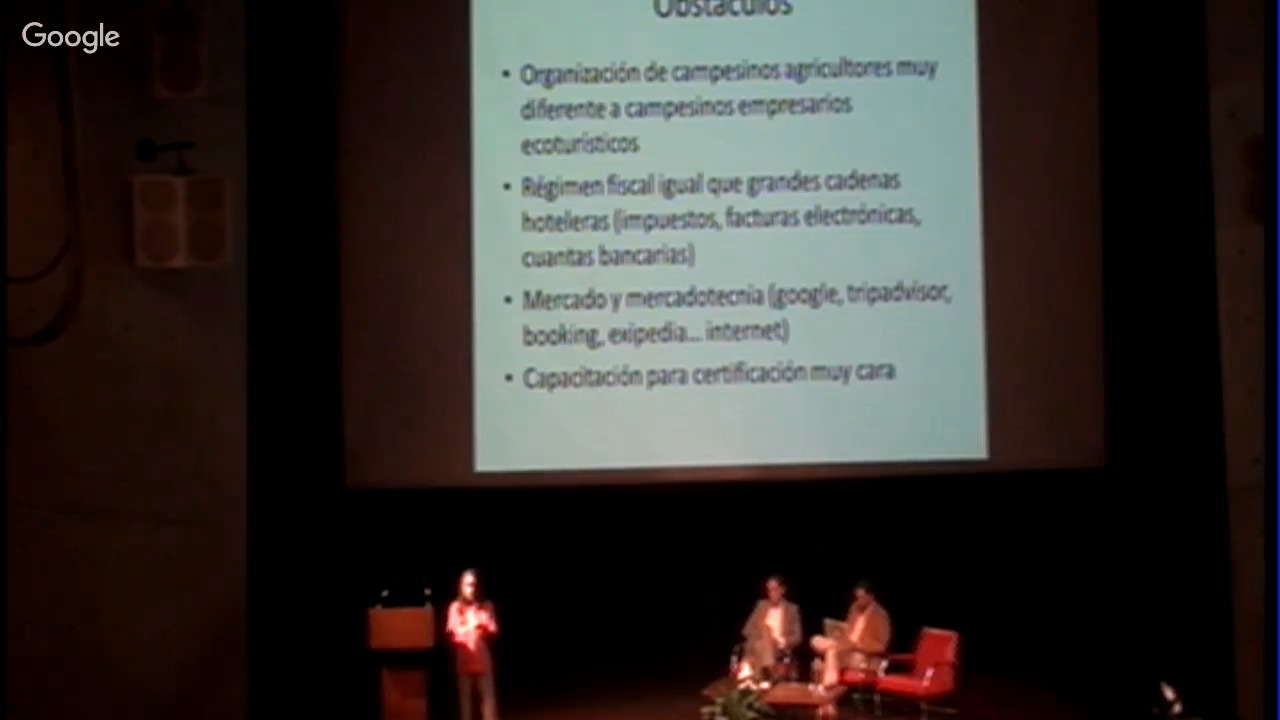 Google
Obstáculos
• Organización de campesinos agricultores muy
diferente a campesinos empresarios
ecoturísticos
• Régimen fiscal igual que grandes cadenas
hoteleras (impuestos, facturas electrónicas,
cuantas bancarias)
• Mercado y mercadotecnia (google, tripadvisor,
booking, exipedia... internet)
• Capacitación para certificación muy cara